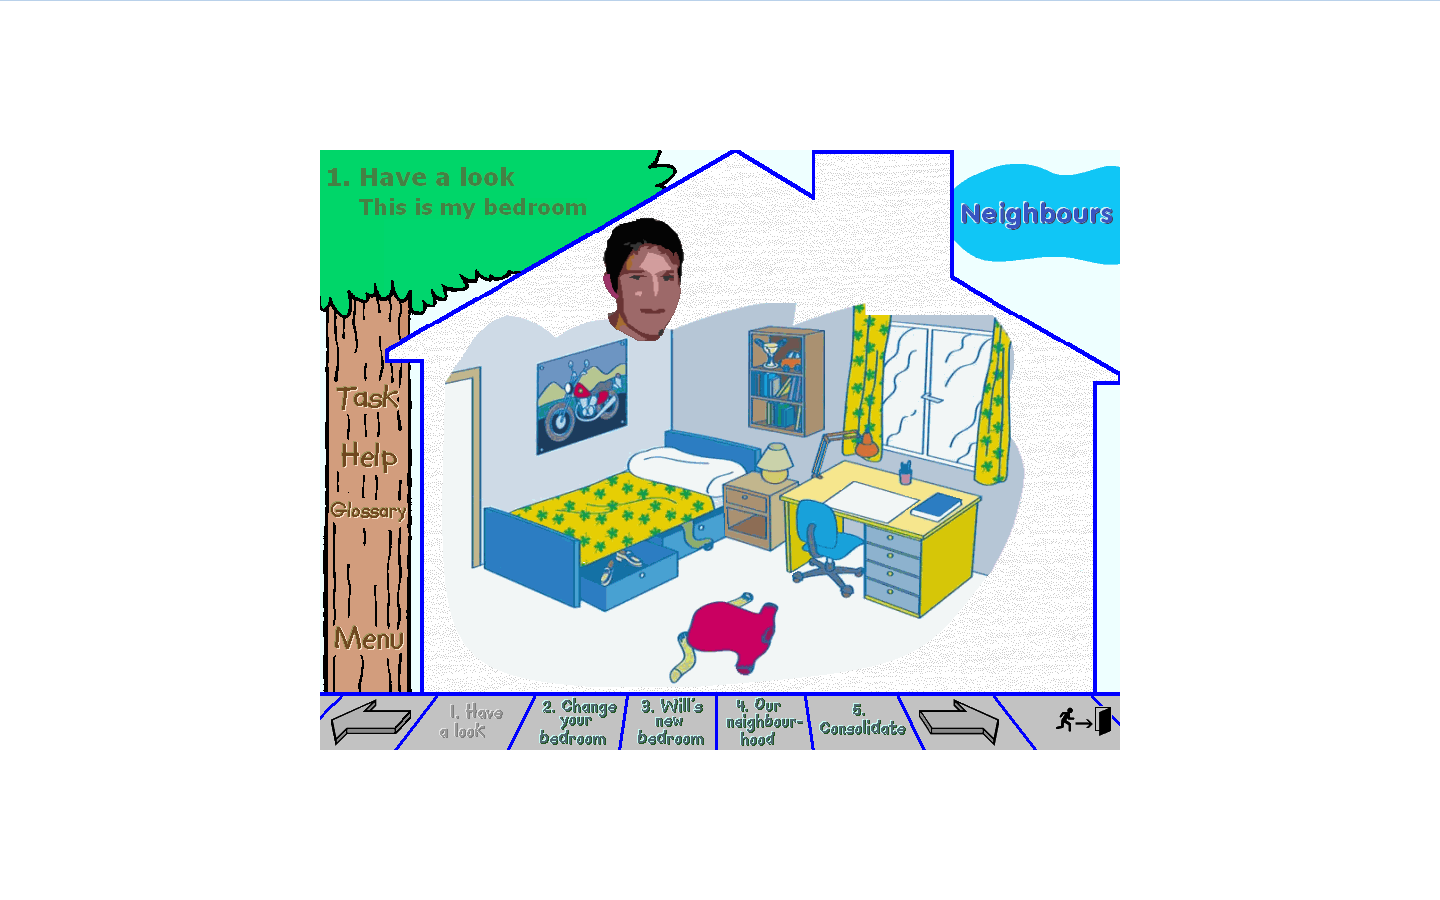 1. Have a look
This is my bedroom
Neighbours
Task
Help
Glossary
Menu
1. Have
a look
2. Change
your
bedroom
3. Will's
new
bedroom
4. Our
neighbour-
hood
5.
Consolidate